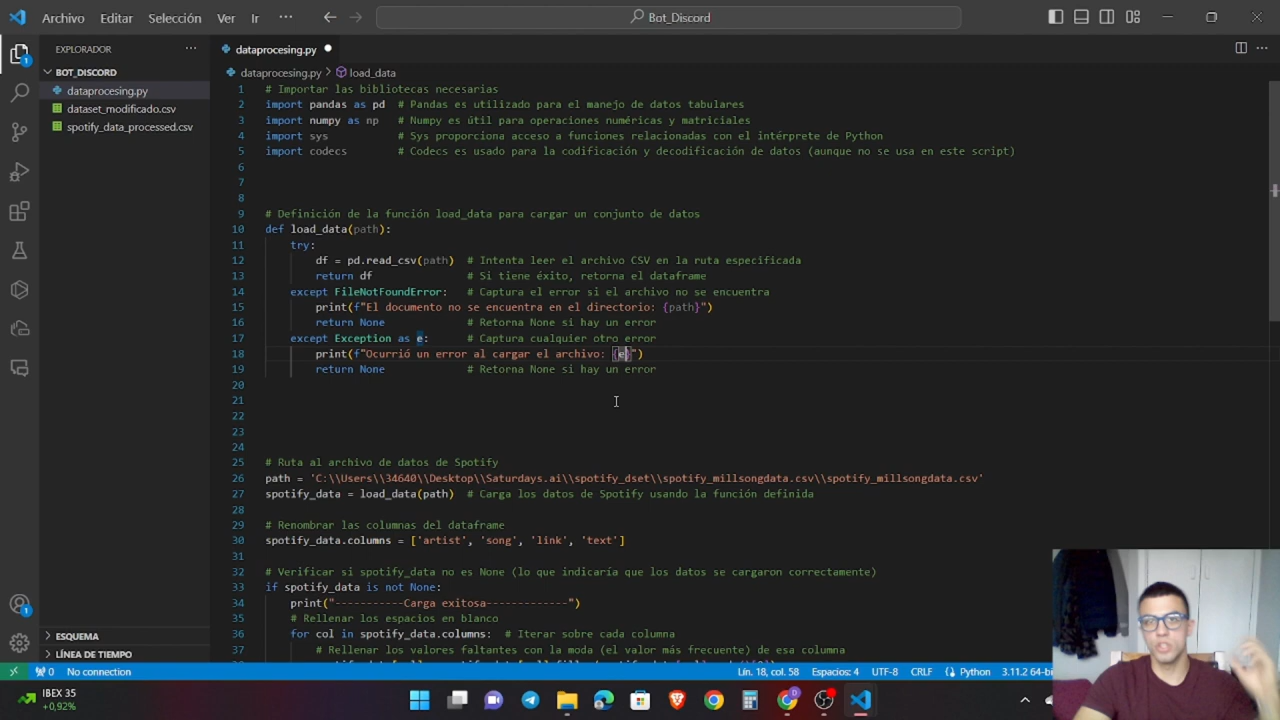 Archivo Editar Selección Ver Ir ··· Bot_Discord
EXPLORADOR ···
BOT_DISCORD
dataprocesing.py
dataset_modificado.csv
spotify_data_processed.csv
ESQUEMA
LÍNEA DE TIEMPO
dataprocesing.py
dataprocesing.py > load_data
1 # Importar las bibliotecas necesarias
2 import pandas as pd # Pandas es utilizado para el manejo de datos tabulares
3 import numpy as np # Numpy es útil para operaciones numéricas y matriciales
4 import sys # Sys proporciona acceso a funciones relacionadas con el intérprete de Python
5 import codecs # Codecs es usado para la codificación y decodificación de datos (aunque no se usa en este script)
6
7
8
9 # Definición de la función load_data para cargar un conjunto de datos
10 def load_data(path):
11 try:
12 df = pd.read_csv(path) # Intenta leer el archivo CSV en la ruta especificada
13 return df # Si tiene éxito, retorna el dataframe
14 except FileNotFoundError: # Captura el error si el archivo no se encuentra
15 print(f"El documento no se encuentra en el directorio: {path}")
16 return None # Retorna None si hay un error
17 except Exception as e: # Captura cualquier otro error
18 print(f"Ocurrió un error al cargar el archivo: {e}")
19 return None # Retorna None si hay un error
20
21
22
23
24
25 # Ruta al archivo de datos de Spotify
26 path = 'C:\\Users\\34640\\Desktop\\Saturdays.ai\\spotify_dset\\spotify_millsongdata.csv\\spotify_millsongdata.csv'
27 spotify_data = load_data(path) # Carga los datos de Spotify usando la función definida
28
29 # Renombrar las columnas del dataframe
30 spotify_data.columns = ['artist', 'song', 'link', 'text']
31
32 # Verificar si spotify_data no es None (lo que indicaría que los datos se cargaron correctamente)
33 if spotify_data is not None:
34 print("-----------Carga exitosa-------------")
35 # Rellenar los espacios en blanco
36 for col in spotify_data.columns: # Iterar sobre cada columna
37 # Rellenar los valores faltantes con la moda (el valor más frecuente) de esa columna
0 No connection Lín. 18, col. 58 Espacios: 4 UTF-8 CRLF Python 3.11.2 64-bi
IBEX 35
+0,92%